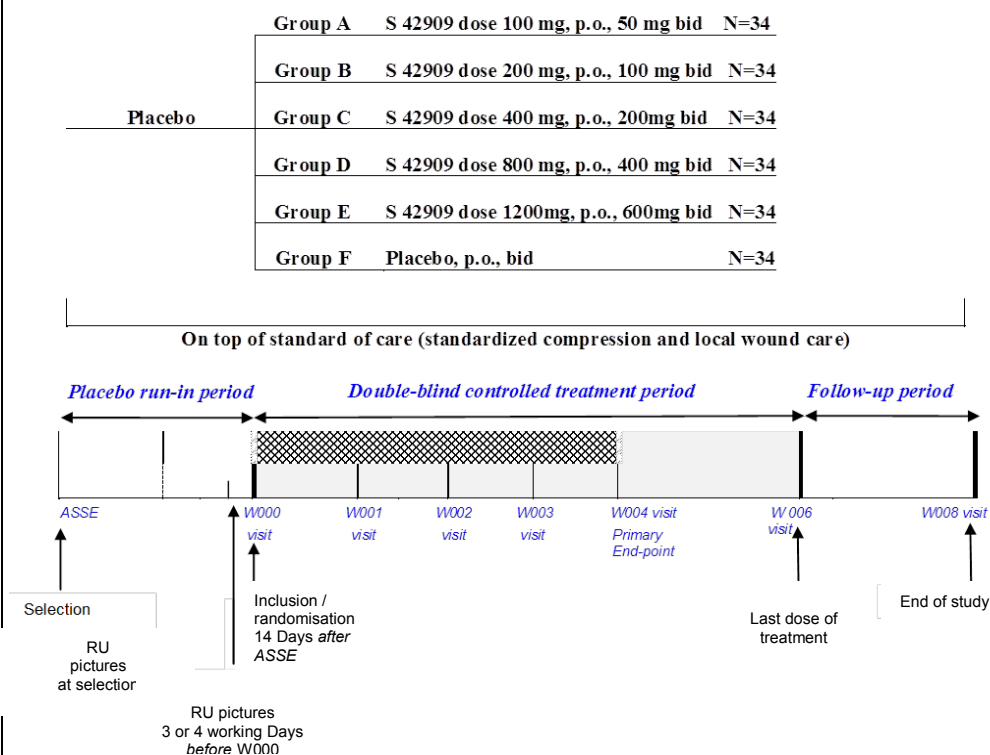 Group A S 42909 dose 100 mg, p.o., 50 mg bid N=34
Group B S 42909 dose 200 mg, p.o., 100 mg bid N=34
Placebo Group C S 42909 dose 400 mg, p.o., 200mg bid N=34
Group D S 42909 dose 800 mg, p.o., 400 mg bid N=34
Group E S 42909 dose 1200mg, p.o., 600mg bid N=34
Group F Placebo, p.o., bid N=34
On top of standard of care (standardized compression and local wound care)
Placebo run-in period Double-blind controlled treatment period Follow-up period
ASSE
W000
visit
W001
visit
W002
visit
W003
visit
W004 visit
Primary
End-point
W 006
visit
W008 visit
Selection
RU
pictures
at selection
Inclusion /
randomisation
14 Days after
ASSE
RU pictures
3 or 4 working Days
before W000
Last dose of
treatment
End of study